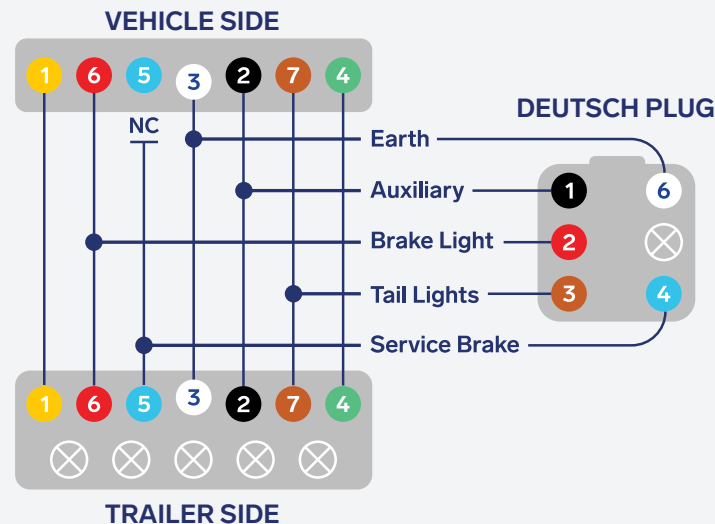 VEHICLE SIDE
1 6 5 3 2 7 4
DEUTSCH PLUG
NC
Earth
Auxiliary
Brake Light
Tail Lights
Service Brake
1 6
2
3 4
1 6 5 3 2 7 4
TRAILER SIDE